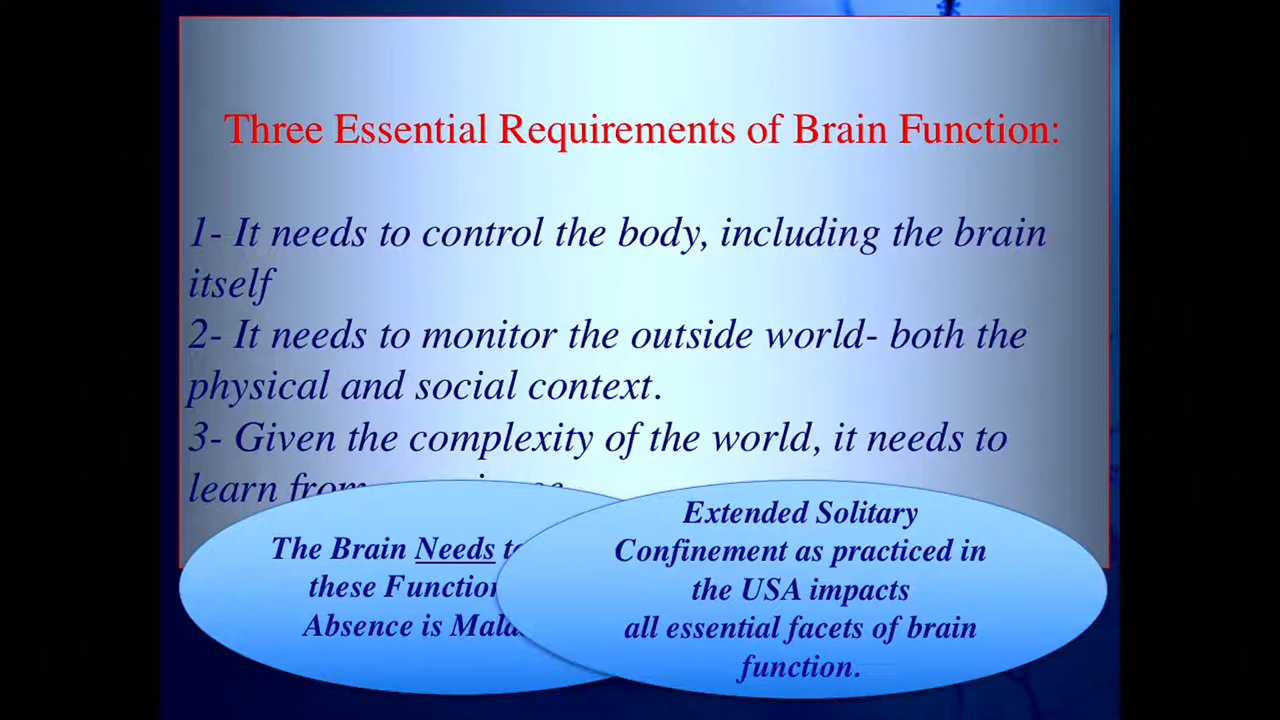 Three Essential Requirements of Brain Function:
1- It needs to control the body, including the brain
itself
2- It needs to monitor the outside world- both the
physical and social context.
3- Given the complexity of the world, it needs to
learn from
The Brain Needs
these
Absence is
Extended Solitary
Confinement as practiced in
the USA impacts
all essential facets of brain
function.